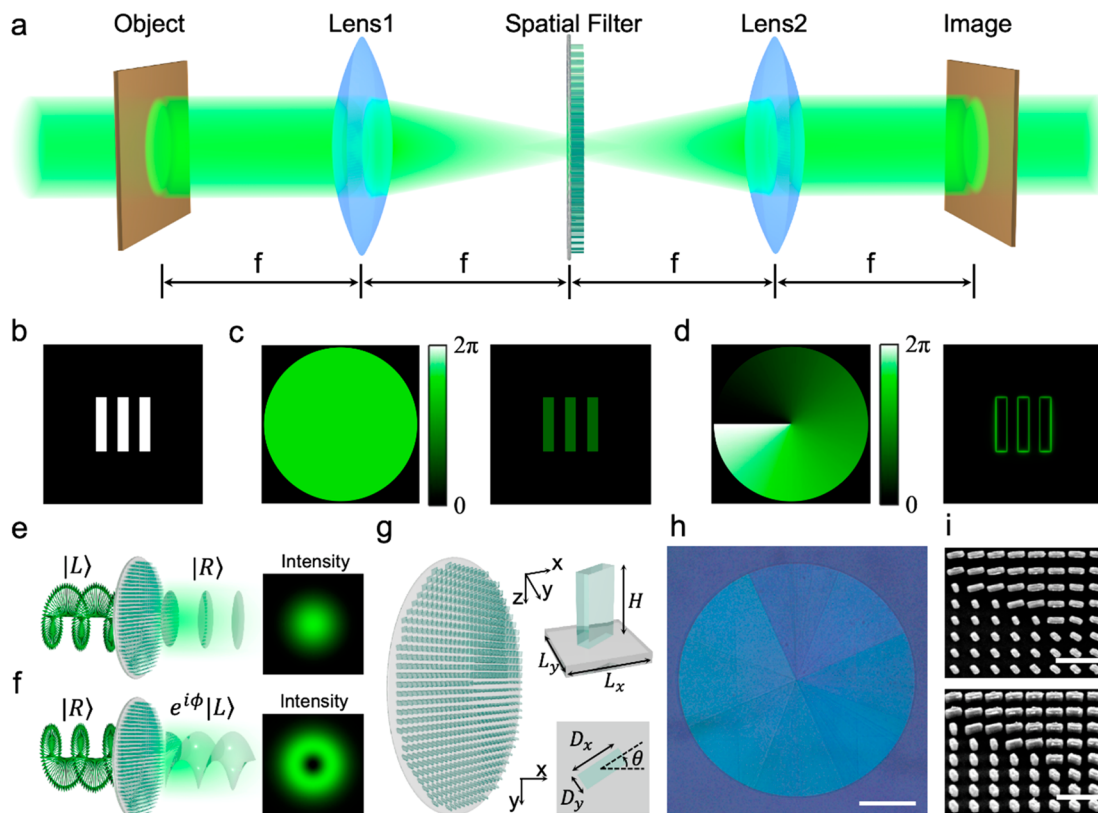 a
Object Lens1 Spatial Filter Lens2 Image
f f f f
b c d
2π 2π
0 0
e g h i
|L⟩ |R⟩ Intensity
x
y
z
H
L_y L_x
f
|R⟩ e^{iϕ}|L⟩ Intensity
D_x
θ
x
D_y
y